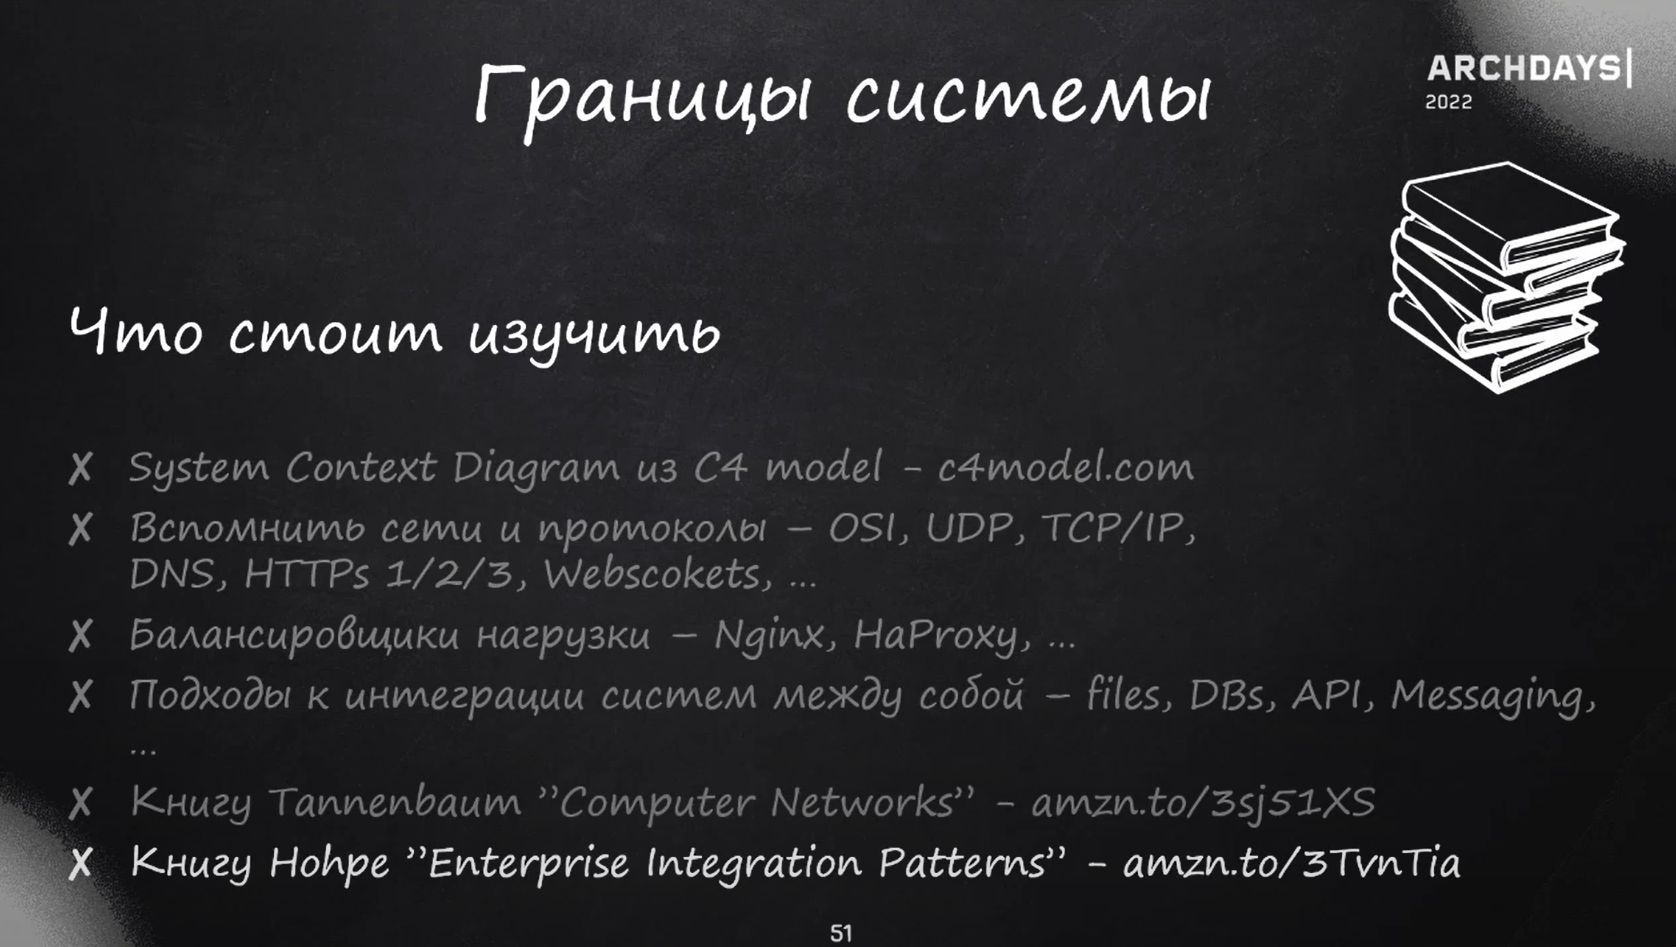 Границы системы
ARCHDAYS
2022
Что стоит изучить
✗ System Context Diagram из C4 model - c4model.com
✗ Вспомнить сети и протоколы – OSI, UDP, TCP/IP,
DNS, HTTPs 1/2/3, Webscokets, ...
✗ Балансировщики нагрузки – Nginx, HaProxy, ...
✗ Подходы к интеграции систем между собой – files, DBs, API, Messaging,
...
✗ Книгу Tannenbaum ”Computer Networks” - amzn.to/3sj51XS
✗ Книгу Hohpe ”Enterprise Integration Patterns” - amzn.to/3TvnTia
51